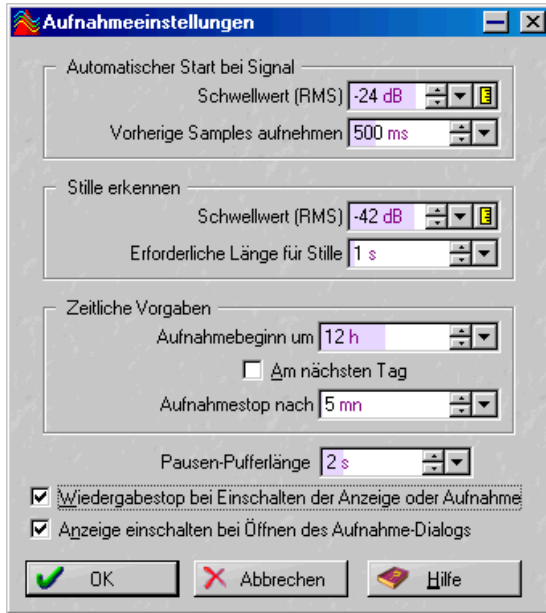 Aufnahmeeinstellungen
Automatischer Start bei Signal
Schwellwert (RMS) -24 dB
Vorherige Samples aufnehmen 500 ms
Stille erkennen
Schwellwert (RMS) -42 dB
Erforderliche Länge für Stille 1 s
Zeitliche Vorgaben
Aufnahmebeginn um 12 h
Am nächsten Tag
Aufnahmestop nach 5 mn
Pausen-Pufferlänge 2 s
Wiedergabestop bei Einschalten der Anzeige oder Aufnahme
Anzeige einschalten bei Öffnen des Aufnahme-Dialogs
OK Abbrechen Hilfe